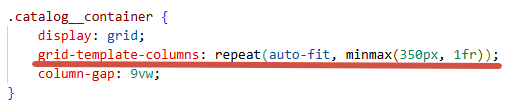 .catalog__container {
display: grid;
grid-template-columns: repeat(auto-fit, minmax(350px, 1fr));
column-gap: 9vw;
}